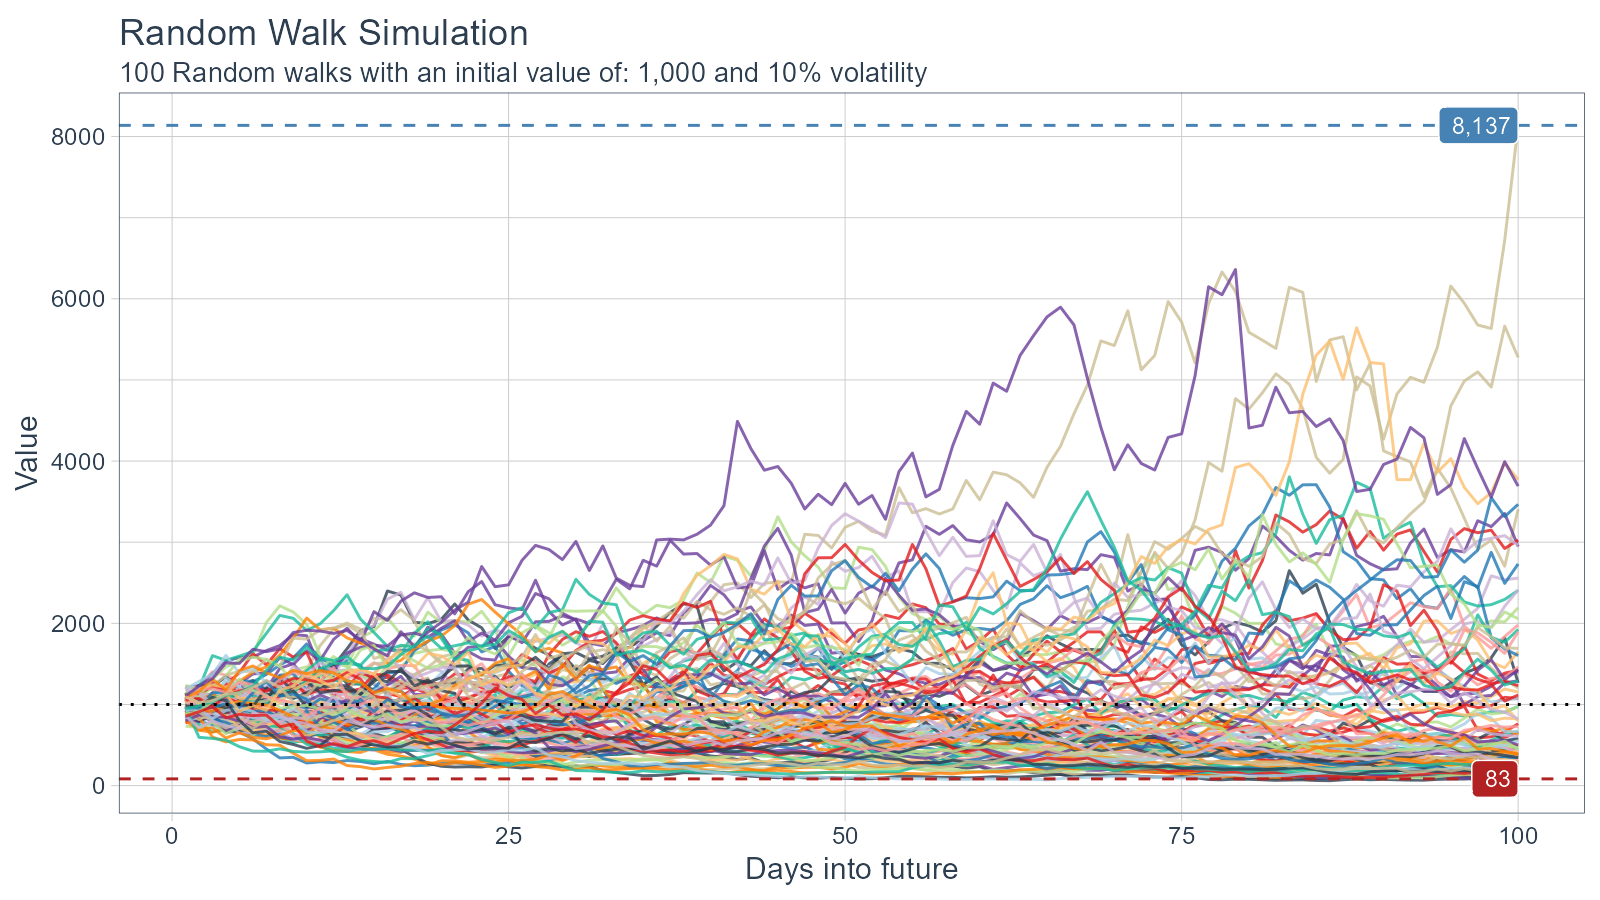 Random Walk Simulation
100 Random walks with an initial value of: 1,000 and 10% volatility
8,137
8000
6000
4000
2000
0
83
Value
0 25 50 75 100
Days into future